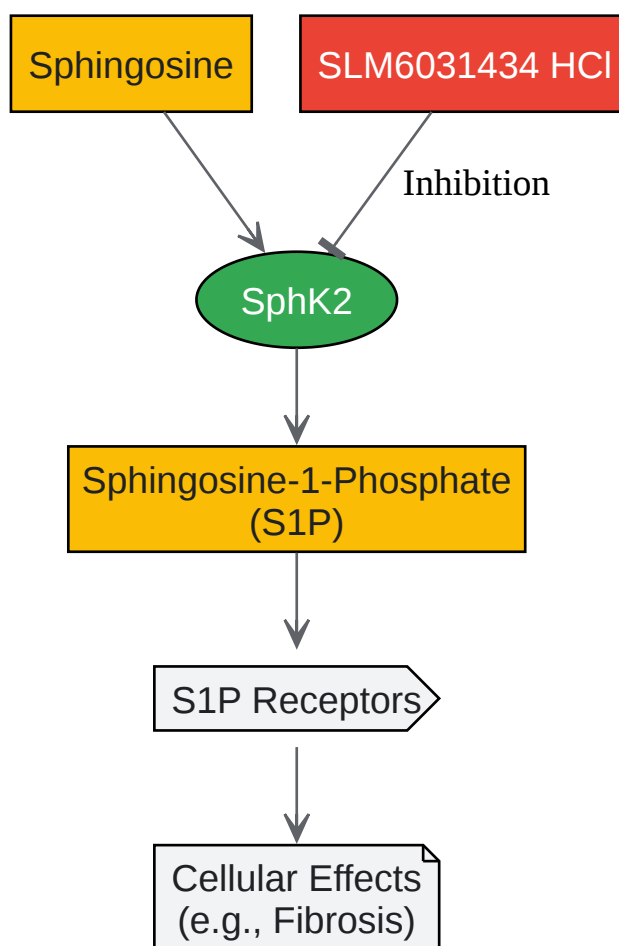 Sphingosine
SLM6031434 HCl
Inhibition
SphK2
Sphingosine-1-Phosphate
(S1P)
S1P Receptors
Cellular Effects
(e.g., Fibrosis)